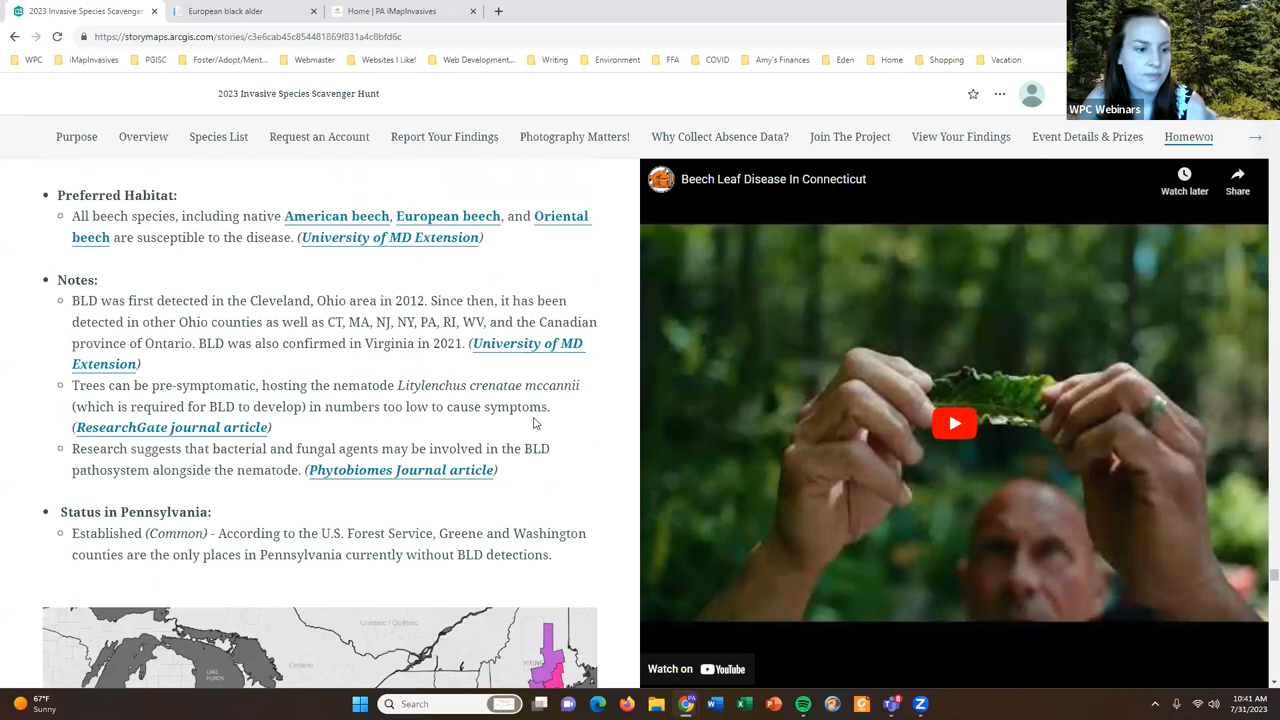 2023 Invasive Species Scavenger
European black alder
Home | PA iMapInvasives
https://storymaps.arcgis.com/stories/c3e6cab45c854481869f831a4c8bfd6c
WPC
iMapInvasives
PGISC
Foster/Adopt/Ment...
Webmaster
Websites I Like!
Web Development...
Writing
Environment
FFA
COVID
Amy's Finances
Eden
Home
Shopping
Vacation
WPC Webinars
2023 Invasive Species Scavenger Hunt
Purpose
Overview
Species List
Request an Account
Report Your Findings
Photography Matters!
Why Collect Absence Data?
Join The Project
View Your Findings
Event Details & Prizes
Homewor
• Preferred Habitat:
All beech species, including native American beech, European beech, and Oriental
beech are susceptible to the disease. (University of MD Extension)
• Notes:
BLD was first detected in the Cleveland, Ohio area in 2012. Since then, it has been
detected in other Ohio counties as well as CT, MA, NJ, NY, PA, RI, WV, and the Canadian
province of Ontario. BLD was also confirmed in Virginia in 2021. (University of MD
Extension)
Trees can be pre-symptomatic, hosting the nematode Litylenchus crenatae mccannii
(which is required for BLD to develop) in numbers too low to cause symptoms.
(ResearchGate journal article)
Research suggests that bacterial and fungal agents may be involved in the BLD
pathosystem alongside the nematode. (Phytobiomes Journal article)
• Status in Pennsylvania:
Established (Common) - According to the U.S. Forest Service, Greene and Washington
counties are the only places in Pennsylvania currently without BLD detections.
Quebec / Québec
Ontario
LAKE
HURON
MAINE
Beech Leaf Disease In Connecticut
Watch later
Share
Watch on YouTube
67°F
Sunny
Search
10:41 AM
7/31/2023